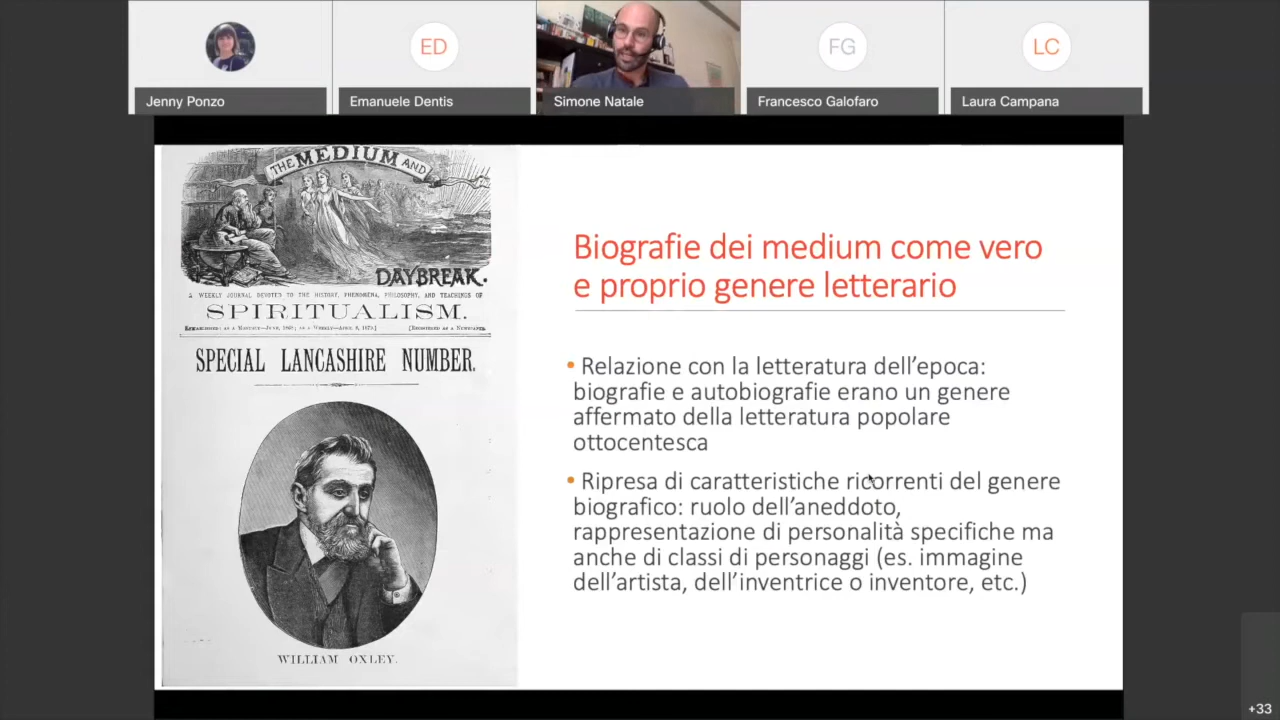 Jenny Ponzo
ED
Emanuele Dentis
Simone Natale
FG
Francesco Galofaro
LC
Laura Campana
THE MEDIUM AND
DAYBREAK.
A WEEKLY JOURNAL DEVOTED TO THE HISTORY, PHENOMENA, PHILOSOPHY, AND TEACHINGS OF
SPIRITUALISM.
SPECIAL LANCASHIRE NUMBER.
WILLIAM OXLEY.
Biografie dei medium come vero
e proprio genere letterario
• Relazione con la letteratura dell’epoca:
biografie e autobiografie erano un genere
affermato della letteratura popolare
ottocentesca
• Ripresa di caratteristiche ricorrenti del genere
biografico: ruolo dell’aneddoto,
rappresentazione di personalità specifiche ma
anche di classi di personaggi (es. immagine
dell’artista, dell’inventrice o inventore, etc.)
+33